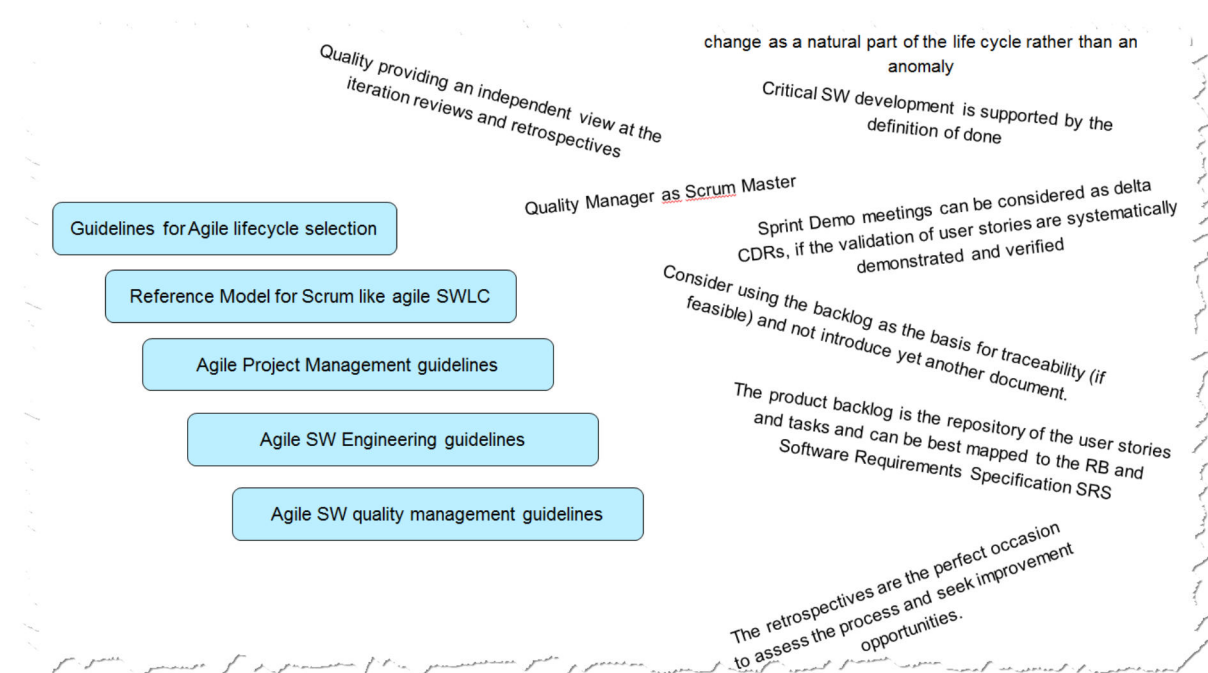 change as a natural part of the life cycle rather than an
anomaly
Quality providing an independent view at the
iteration reviews and retrospectives
Critical SW development is supported by the
definition of done
Quality Manager as Scrum Master
Sprint Demo meetings can be considered as delta
CDRs, if the validation of user stories are systematically
demonstrated and verified
Guidelines for Agile lifecycle selection
Reference Model for Scrum like agile SWLC
Agile Project Management guidelines
Agile SW Engineering guidelines
Agile SW quality management guidelines
Consider using the backlog as the basis for traceability (if
feasible) and not introduce yet another document.
The product backlog is the repository of the user stories
and tasks and can be best mapped to the RB and
Software Requirements Specification SRS
The retrospectives are the perfect occasion
to assess the process and seek improvement
opportunities.